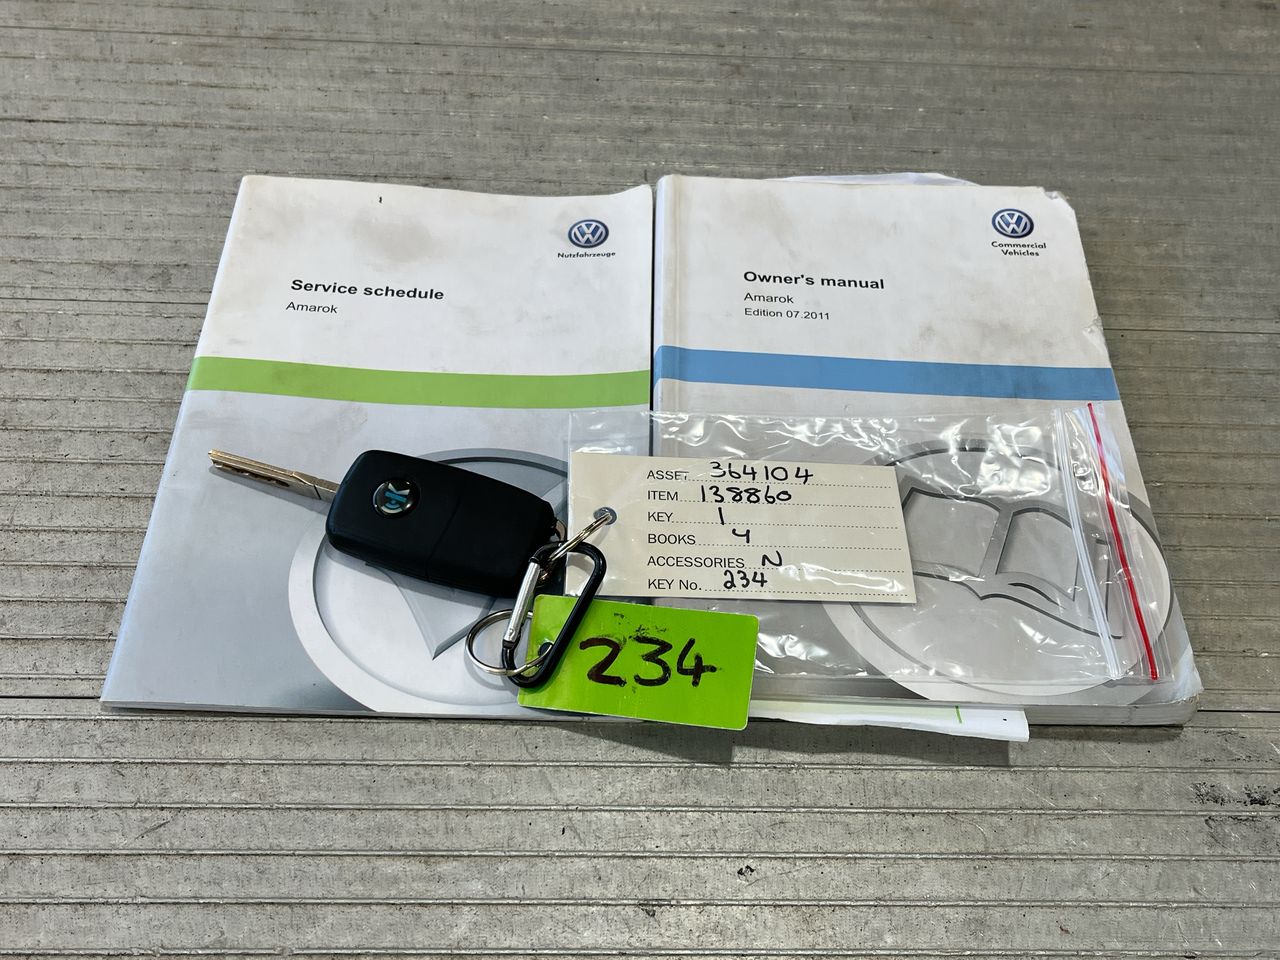 Nutzfahrzeuge
Service schedule
Amarok
Commercial
Vehicles
Owner's manual
Amarok
Edition 07.2011
ASSET 364104
ITEM 138860
KEY 1
BOOKS 4
ACCESSORIES N
KEY No. 234
234